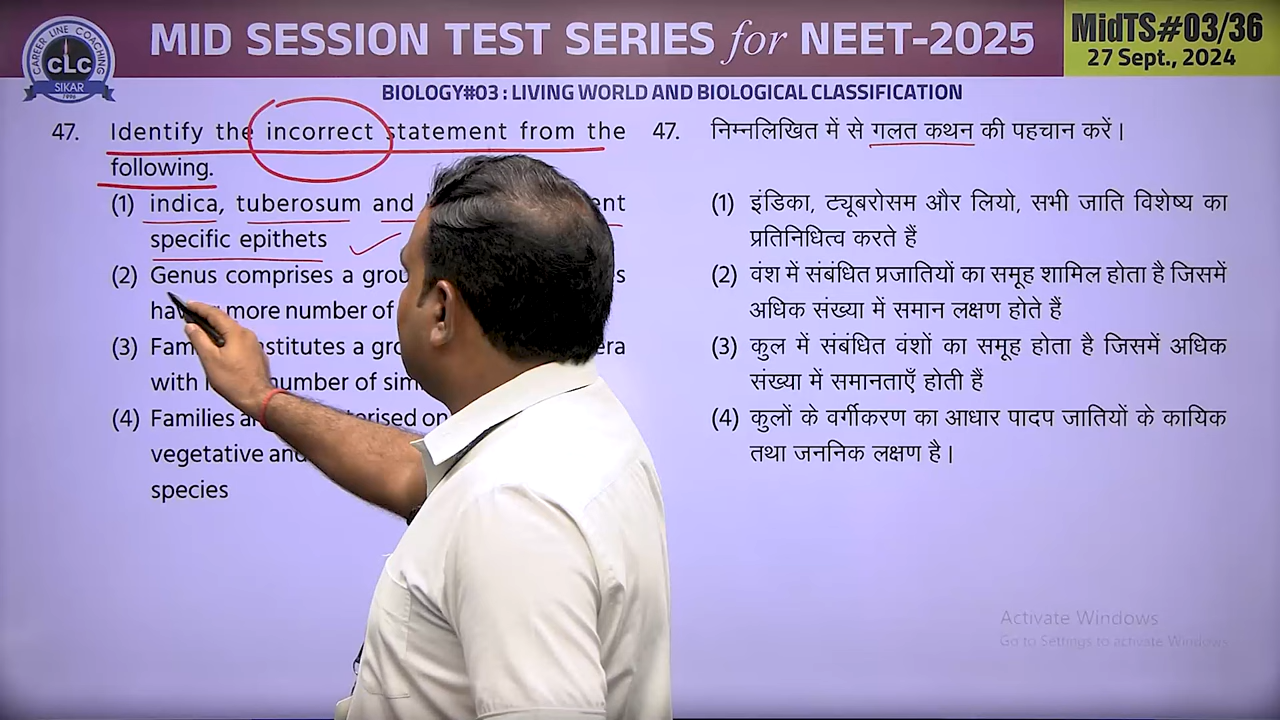 MID SESSION TEST SERIES for NEET-2025
MidTS#03/36
27 Sept., 2024
CAREER LINE COACHING
CLC
SIKAR
1996
BIOLOGY#03 : LIVING WORLD AND BIOLOGICAL CLASSIFICATION
47. Identify the incorrect statement from the
following.
(1) indica, tuberosum and
specific epithets
(2) Genus comprises a
more number of
(3)
with
(4) Families
vegetative
species
47. निम्नलिखित में से गलत कथन की पहचान करें।
(1) इंडिका, ट्यूबरोसम और लियो, सभी जाति विशेष्य का
प्रतिनिधित्व करते हैं
(2) वंश में संबंधित प्रजातियों का समूह शामिल होता है जिसमें
अधिक संख्या में समान लक्षण होते हैं
(3) कुल में संबंधित वंशों का समूह होता है जिसमें अधिक
संख्या में समानताएँ होती हैं
(4) कुलों के वर्गीकरण का आधार पादप जातियों के कायिक
तथा जननिक लक्षण है।
Activate Windows
Go to Settings to activate Windows.